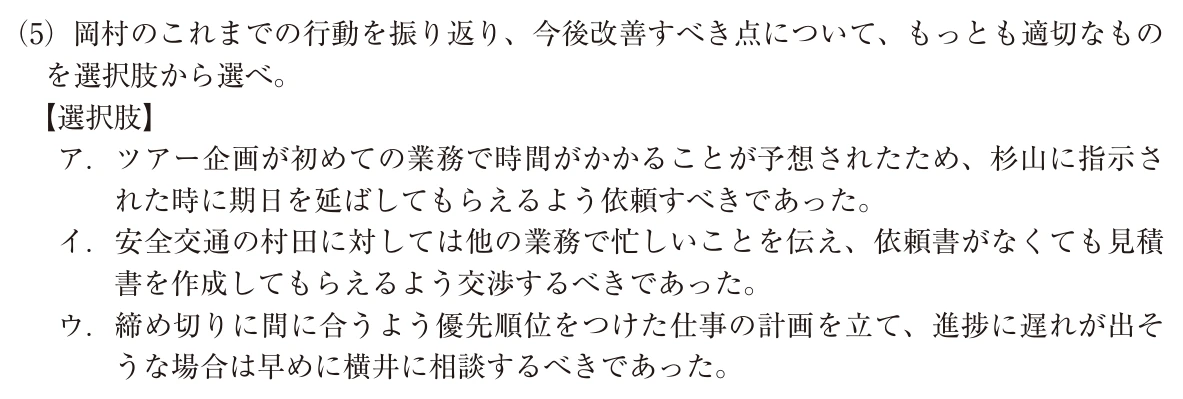 (5) 岡村のこれまでの行動を振り返り、今後改善すべき点について、もっとも適切なもの
を選択肢から選べ。
【選択肢】
ア．ツアー企画が初めての業務で時間がかかることが予想されたため、杉山に指示さ
れた時に期日を延ばしてもらえるよう依頼すべきであった。
イ．安全交通の村田に対しては他の業務で忙しいことを伝え、依頼書がなくても見積
書を作成してもらえるよう交渉するべきであった。
ウ．締め切りに間に合うよう優先順位をつけた仕事の計画を立て、進捗に遅れが出そ
うな場合は早めに横井に相談するべきであった。